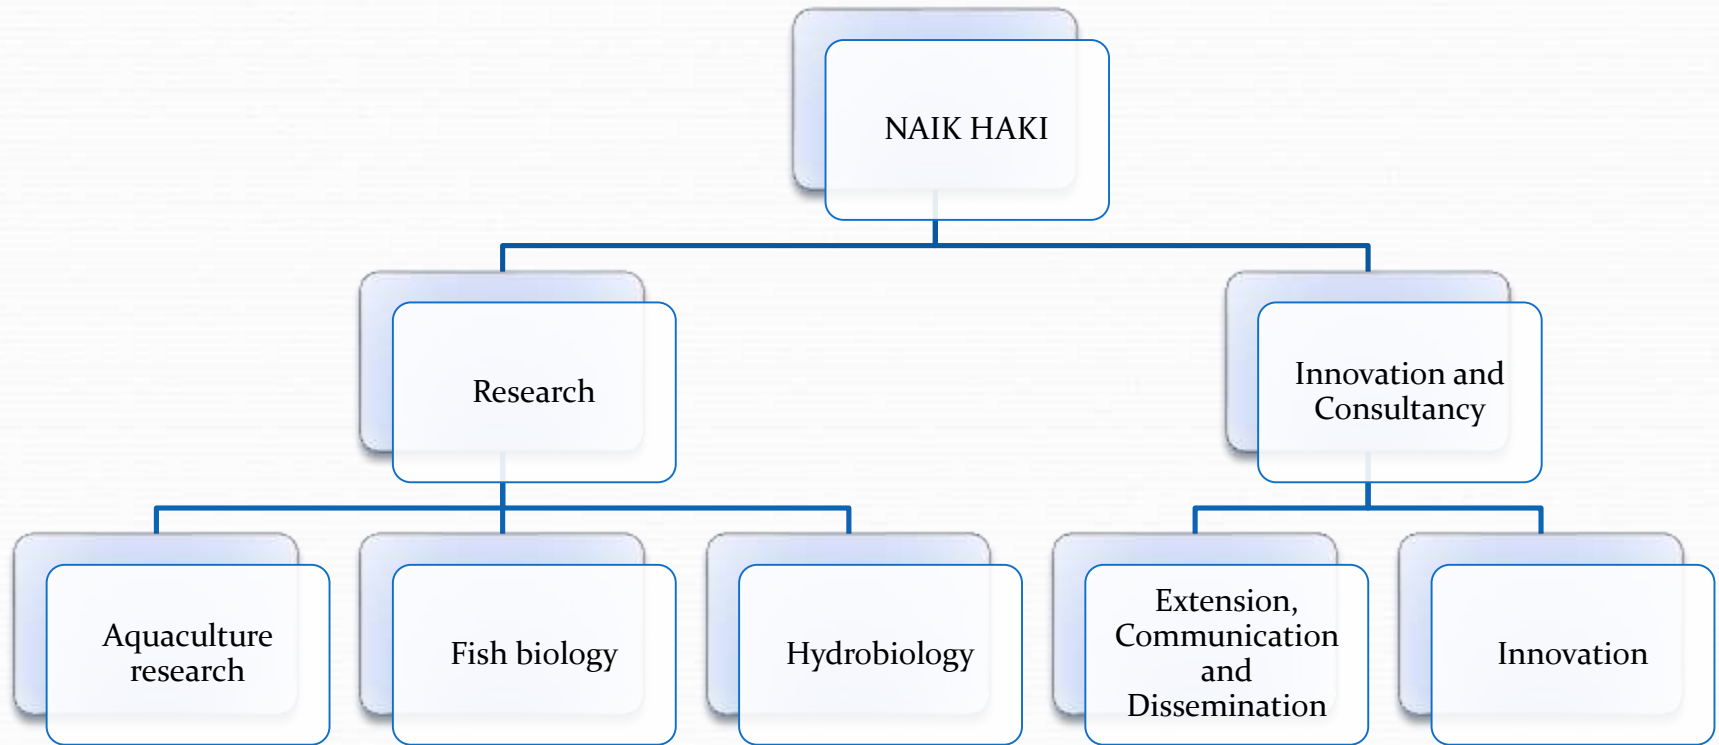 NAIK HAKI
Research
Innovation and
Consultancy
Aquaculture
research
Fish biology
Hydrobiology
Extension,
Communication
and
Dissemination
Innovation